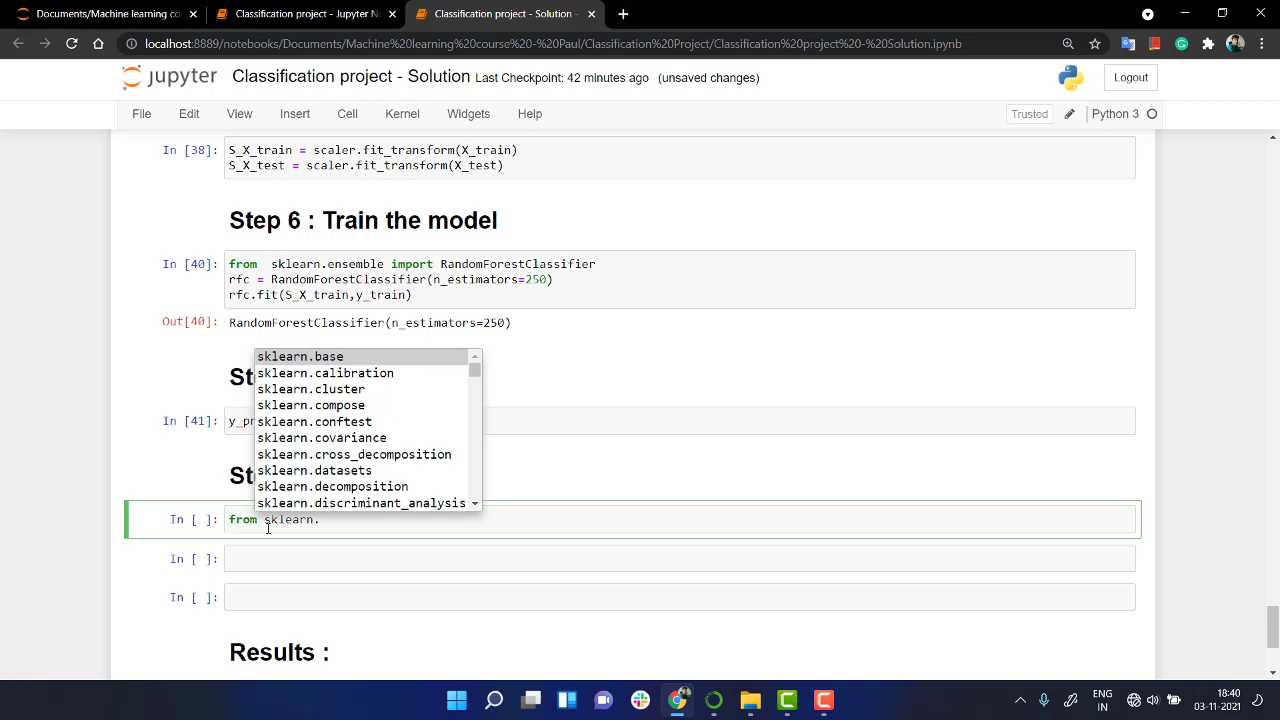 Documents/Machine learning co
Classification project - Jupyter N
Classification project - Solution -
localhost:8889/notebooks/Documents/Machine%20learning%20course%20-%20Paul/Classification%20Project/Classification%20project%20-%20Solution.ipynb
jupyter Classification project - Solution Last Checkpoint: 42 minutes ago (unsaved changes)
Logout
File Edit View Insert Cell Kernel Widgets Help
Trusted
Python 3
In [38]: S_X_train = scaler.fit_transform(X_train)
S_X_test = scaler.fit_transform(X_test)
Step 6 : Train the model
In [40]: from sklearn.ensemble import RandomForestClassifier
rfc = RandomForestClassifier(n_estimators=250)
rfc.fit(S_X_train,y_train)
Out[40]: RandomForestClassifier(n_estimators=250)
sklearn.base
sklearn.calibration
sklearn.cluster
sklearn.compose
sklearn.conftest
sklearn.covariance
sklearn.cross_decomposition
sklearn.datasets
sklearn.decomposition
sklearn.discriminant_analysis
In [41]:
In [ ]: from sklearn.
In [ ]:
In [ ]:
Results :
ENG
IN
18:40
03-11-2021